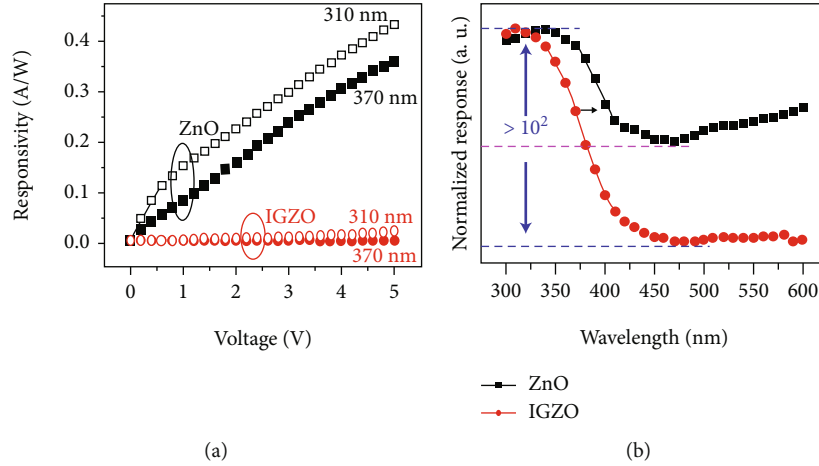 (a)
Responsivity (A/W)
0.4
0.3
0.2
0.1
0.0
310 nm
370 nm
ZnO
IGZO
310 nm
370 nm
0 1 2 3 4 5
Voltage (V)
(b)
Normalized response (a. u.)
> 10²
300 350 400 450 500 550 600
Wavelength (nm)
ZnO
IGZO
(a)
(b)